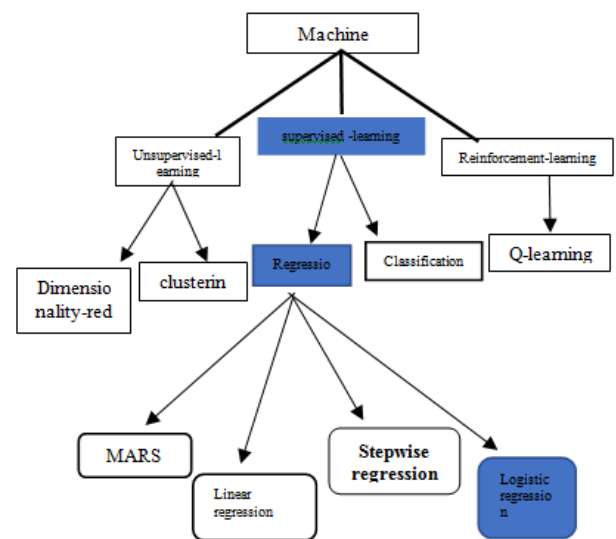 Machine
supervised -learning
Unsupervised-l
earning
Reinforcement-learning
Regressio
Classification
Q-learning
clusterin
Dimensio
nality-red
MARS
Stepwise
regression
Linear
regression
Logistic
regressio
n